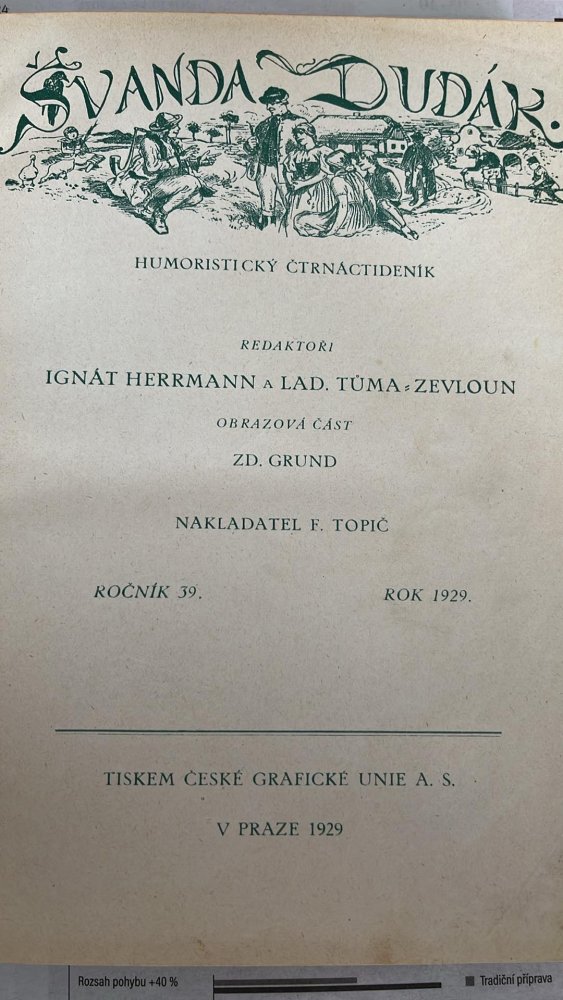 ŠVANDA DUDÁK.
HUMORISTICKÝ ČTRNÁCTIDENÍK
REDAKTOŘI
IGNÁT HERRMANN A LAD. TŮMA-ZEVLOUN
OBRAZOVÁ ČÁST
ZD. GRUND
NAKLADATEL F. TOPIČ
ROČNÍK 39. ROK 1929.
TISKEM ČESKÉ GRAFICKÉ UNIE A. S.
V PRAZE 1929
Rozsah pohybu +40 % Tradiční příprava